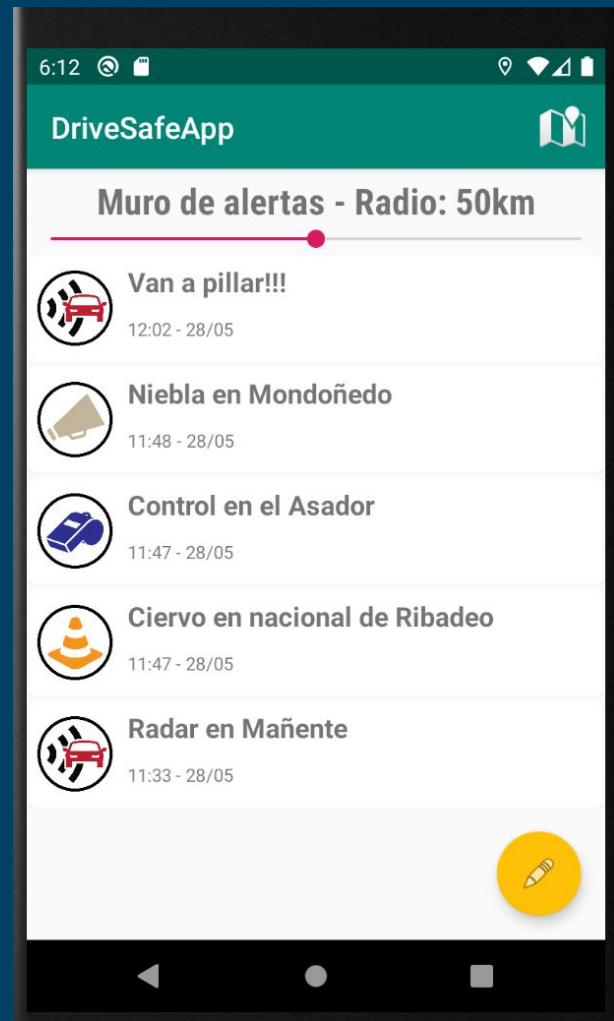 6:12
DriveSafeApp
Muro de alertas - Radio: 50km
Van a pillar!!!
12:02 - 28/05
Niebla en Mondoñedo
11:48 - 28/05
Control en el Asador
11:47 - 28/05
Ciervo en nacional de Ribadeo
11:47 - 28/05
Radar en Mañente
11:33 - 28/05